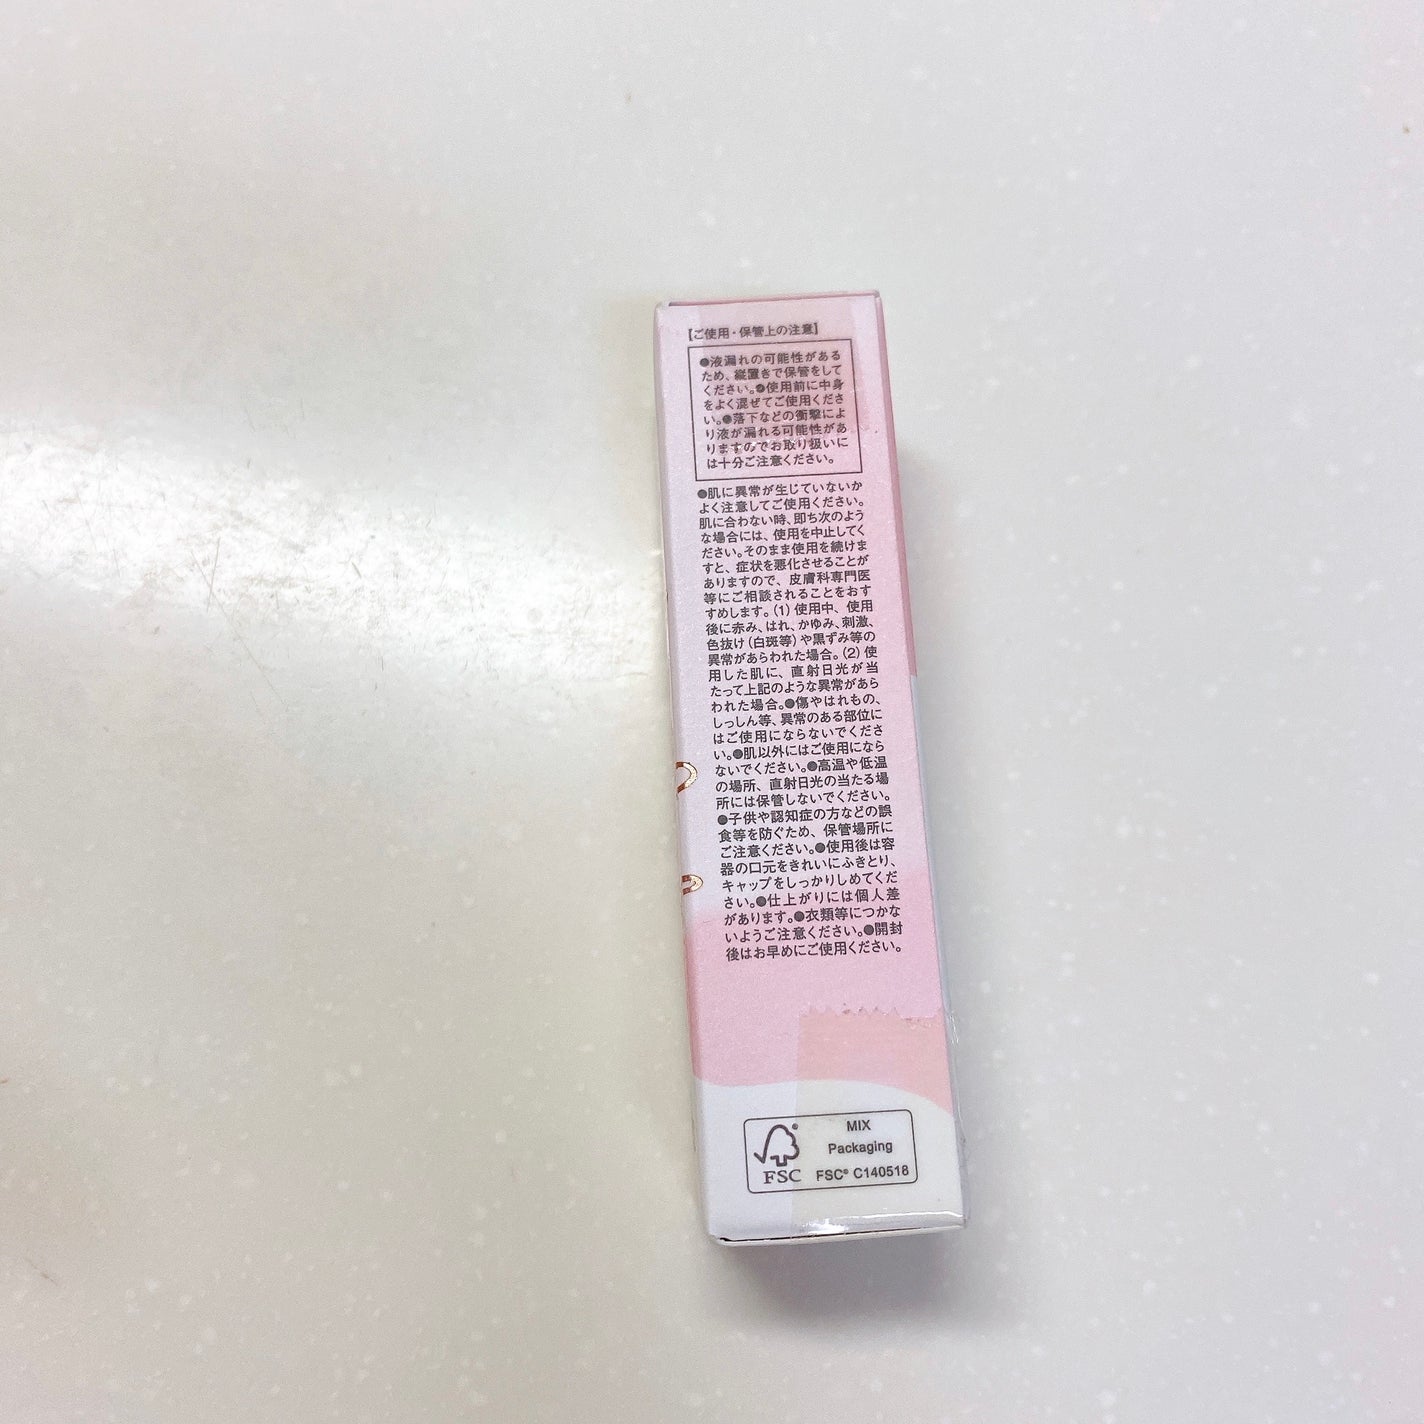 【ご使用・保管上の注意】
●液漏れの可能性がある
ため、縦置きで保管をして
ください。●使用前に中身
をよく混ぜてご使用くださ
い。●落下などの衝撃によ
り液が漏れる可能性があ
りますのでお取り扱いに
は十分ご注意ください。
●肌に異常が生じていないか
よく注意してご使用ください。
肌に合わない時、即ち次のよう
な場合には、使用を中止してく
ださい。そのまま使用を続けま
すと、症状を悪化させることが
ありますので、皮膚科専門医
等にご相談されることをおす
すめします。(1)使用中、使用
後に赤み、はれ、かゆみ、刺激、
色抜け(白斑等)や黒ずみ等の
異常があらわれた場合。(2)使
用した肌に、直射日光が当
たって上記のような異常があら
われた場合。●傷やはれもの、
しっしん等、異常のある部位に
はご使用にならないでくださ
い。●肌以外にはご使用になら
ないでください。●高温や低温
の場所、直射日光の当たる場
所には保管しないでください。
●子供や認知症の方などの誤
食等を防ぐため、保管場所に
ご注意ください。●使用後は容
器の口元をきれいにふきとり、
キャップをしっかりしめてくだ
さい。●仕上がりには個人差
があります。●衣類等につかな
いようご注意ください。●開封
後はお早めにご使用ください。
MIX
Packaging
FSC
FSC® C140518